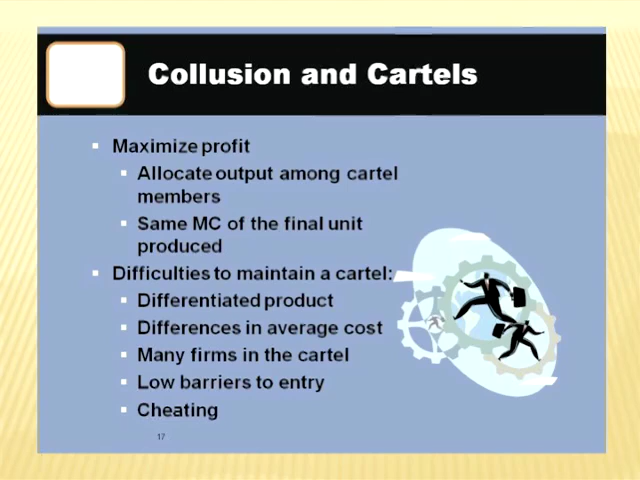 Collusion and Cartels
▪ Maximize profit
▪ Allocate output among cartel
members
▪ Same MC of the final unit
produced
▪ Difficulties to maintain a cartel:
▪ Differentiated product
▪ Differences in average cost
▪ Many firms in the cartel
▪ Low barriers to entry
▪ Cheating
17